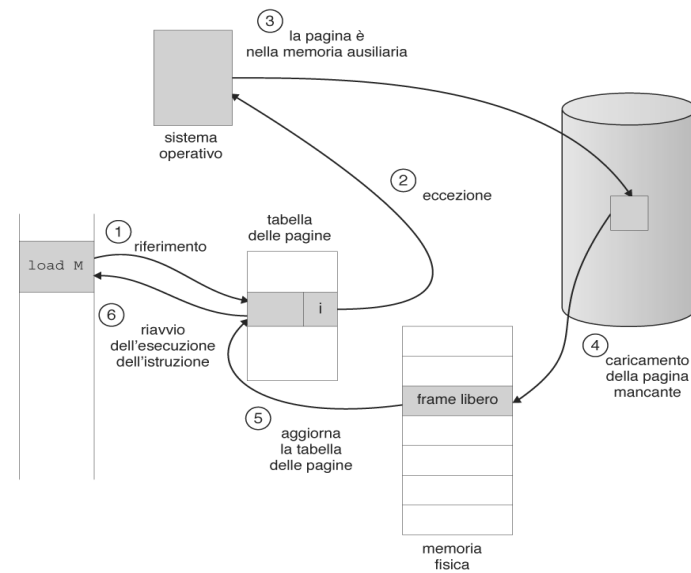 3
la pagina è
nella memoria ausiliaria
sistema
operativo
2
eccezione
tabella
delle pagine
1
riferimento
load M
i
6
riavvio
dell'esecuzione
dell'istruzione
4
caricamento
della pagina
mancante
frame libero
5
aggiorna
la tabella
delle pagine
memoria
fisica